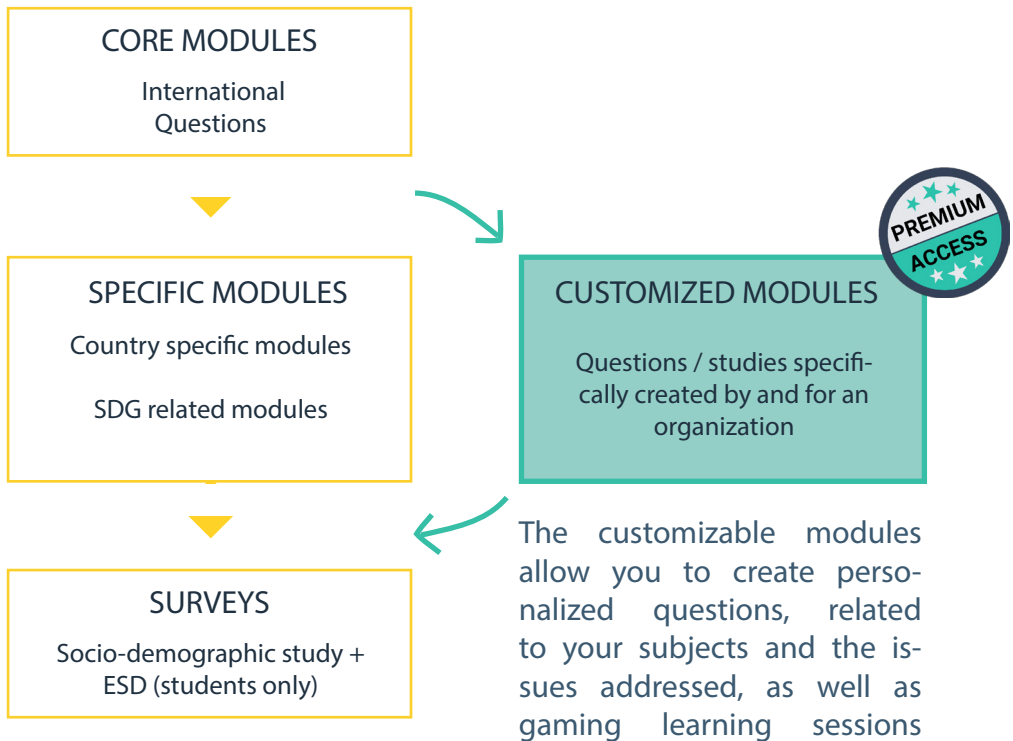 CORE MODULES
International
Questions
PREMIUM
ACCESS
SPECIFIC MODULES
Country specific modules
SDG related modules
CUSTOMIZED MODULES
Questions / studies specifi-
cally created by and for an
organization
SURVEYS
Socio-demographic study +
ESD (students only)
The customizable modules
allow you to create perso-
nalized questions, related
to your subjects and the is-
sues addressed, as well as
gaming learning sessions